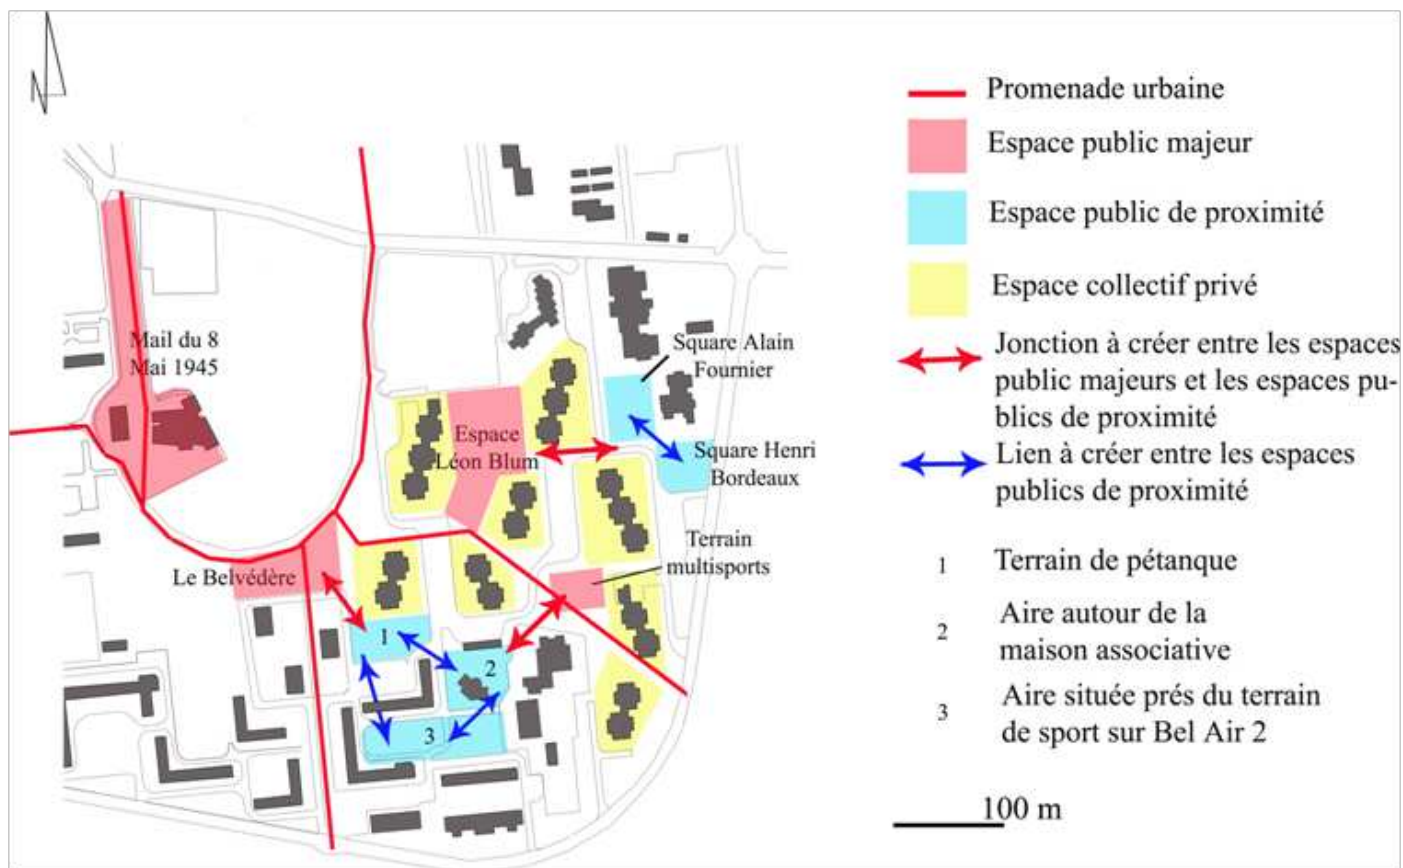 N
Mail du 8
Mai 1945
Espace
Léon Blum
Square Alain
Fournier
Square Henri
Bordeaux
Le Belvédère
Terrain
multisports
1
2
3
Promenade urbaine
Espace public majeur
Espace public de proximité
Espace collectif privé
Jonction à créer entre les espaces
public majeurs et les espaces pu-
blics de proximité
Lien à créer entre les espaces
publics de proximité
1 Terrain de pétanque
2 Aire autour de la
maison associative
3 Aire située prés du terrain
de sport sur Bel Air 2
100 m